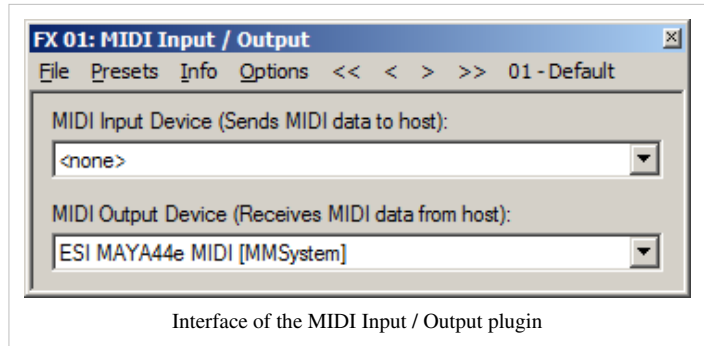 FX 01: MIDI Input / Output
File Presets Info Options << < > >> 01 - Default
MIDI Input Device (Sends MIDI data to host):
<none>
MIDI Output Device (Receives MIDI data from host):
ESI MAYA44e MIDI [MMSystem]
Interface of the MIDI Input / Output plugin